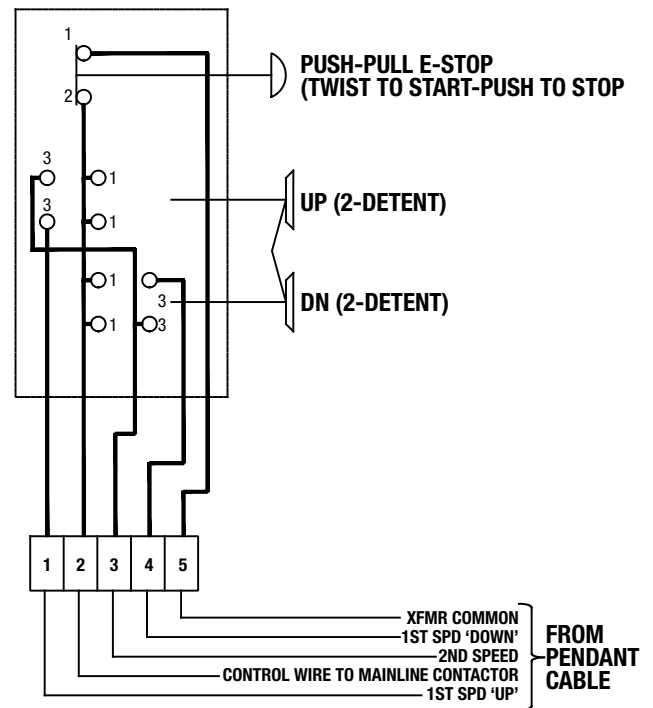 1
PUSH-PULL E-STOP
(TWIST TO START-PUSH TO STOP
2
3
1
3
UP (2-DETENT)
1
1
3
DN (2-DETENT)
1
3
1 2 3 4 5
XFMR COMMON
1ST SPD ‘DOWN’
2ND SPEED
CONTROL WIRE TO MAINLINE CONTACTOR
1ST SPD ‘UP’
FROM
PENDANT
CABLE